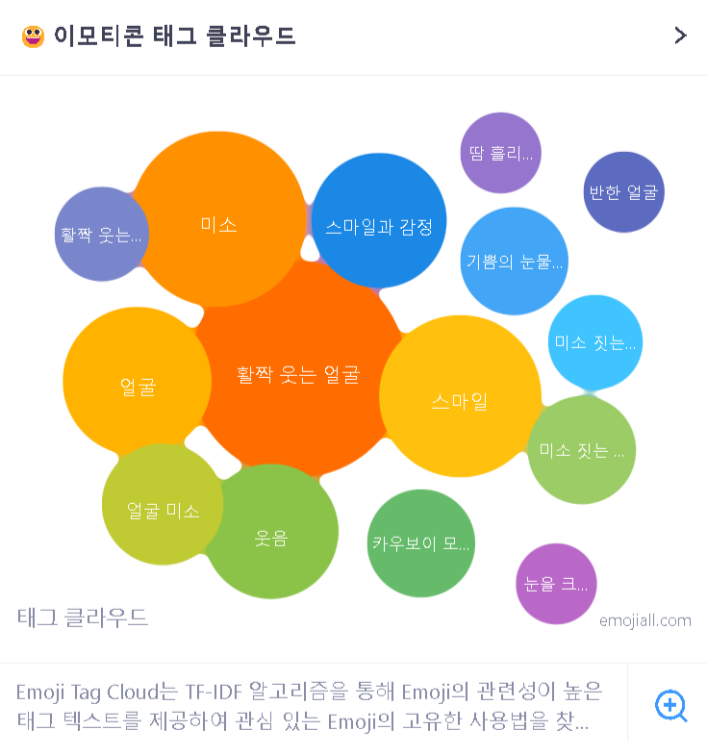 이모티콘 태그 클라우드
땀 흘리...
반한 얼굴
미소
스마일과 감정
활짝 웃는...
기쁨의 눈물...
미소 짓는...
활짝 웃는 얼굴
얼굴
스마일
미소 짓는 ...
얼굴 미소
웃음
카우보이 모...
눈을 크...
태그 클라우드
emojiall.com
Emoji Tag Cloud는 TF-IDF 알고리즘을 통해 Emoji의 관련성이 높은
태그 텍스트를 제공하여 관심 있는 Emoji의 고유한 사용법을 찾...